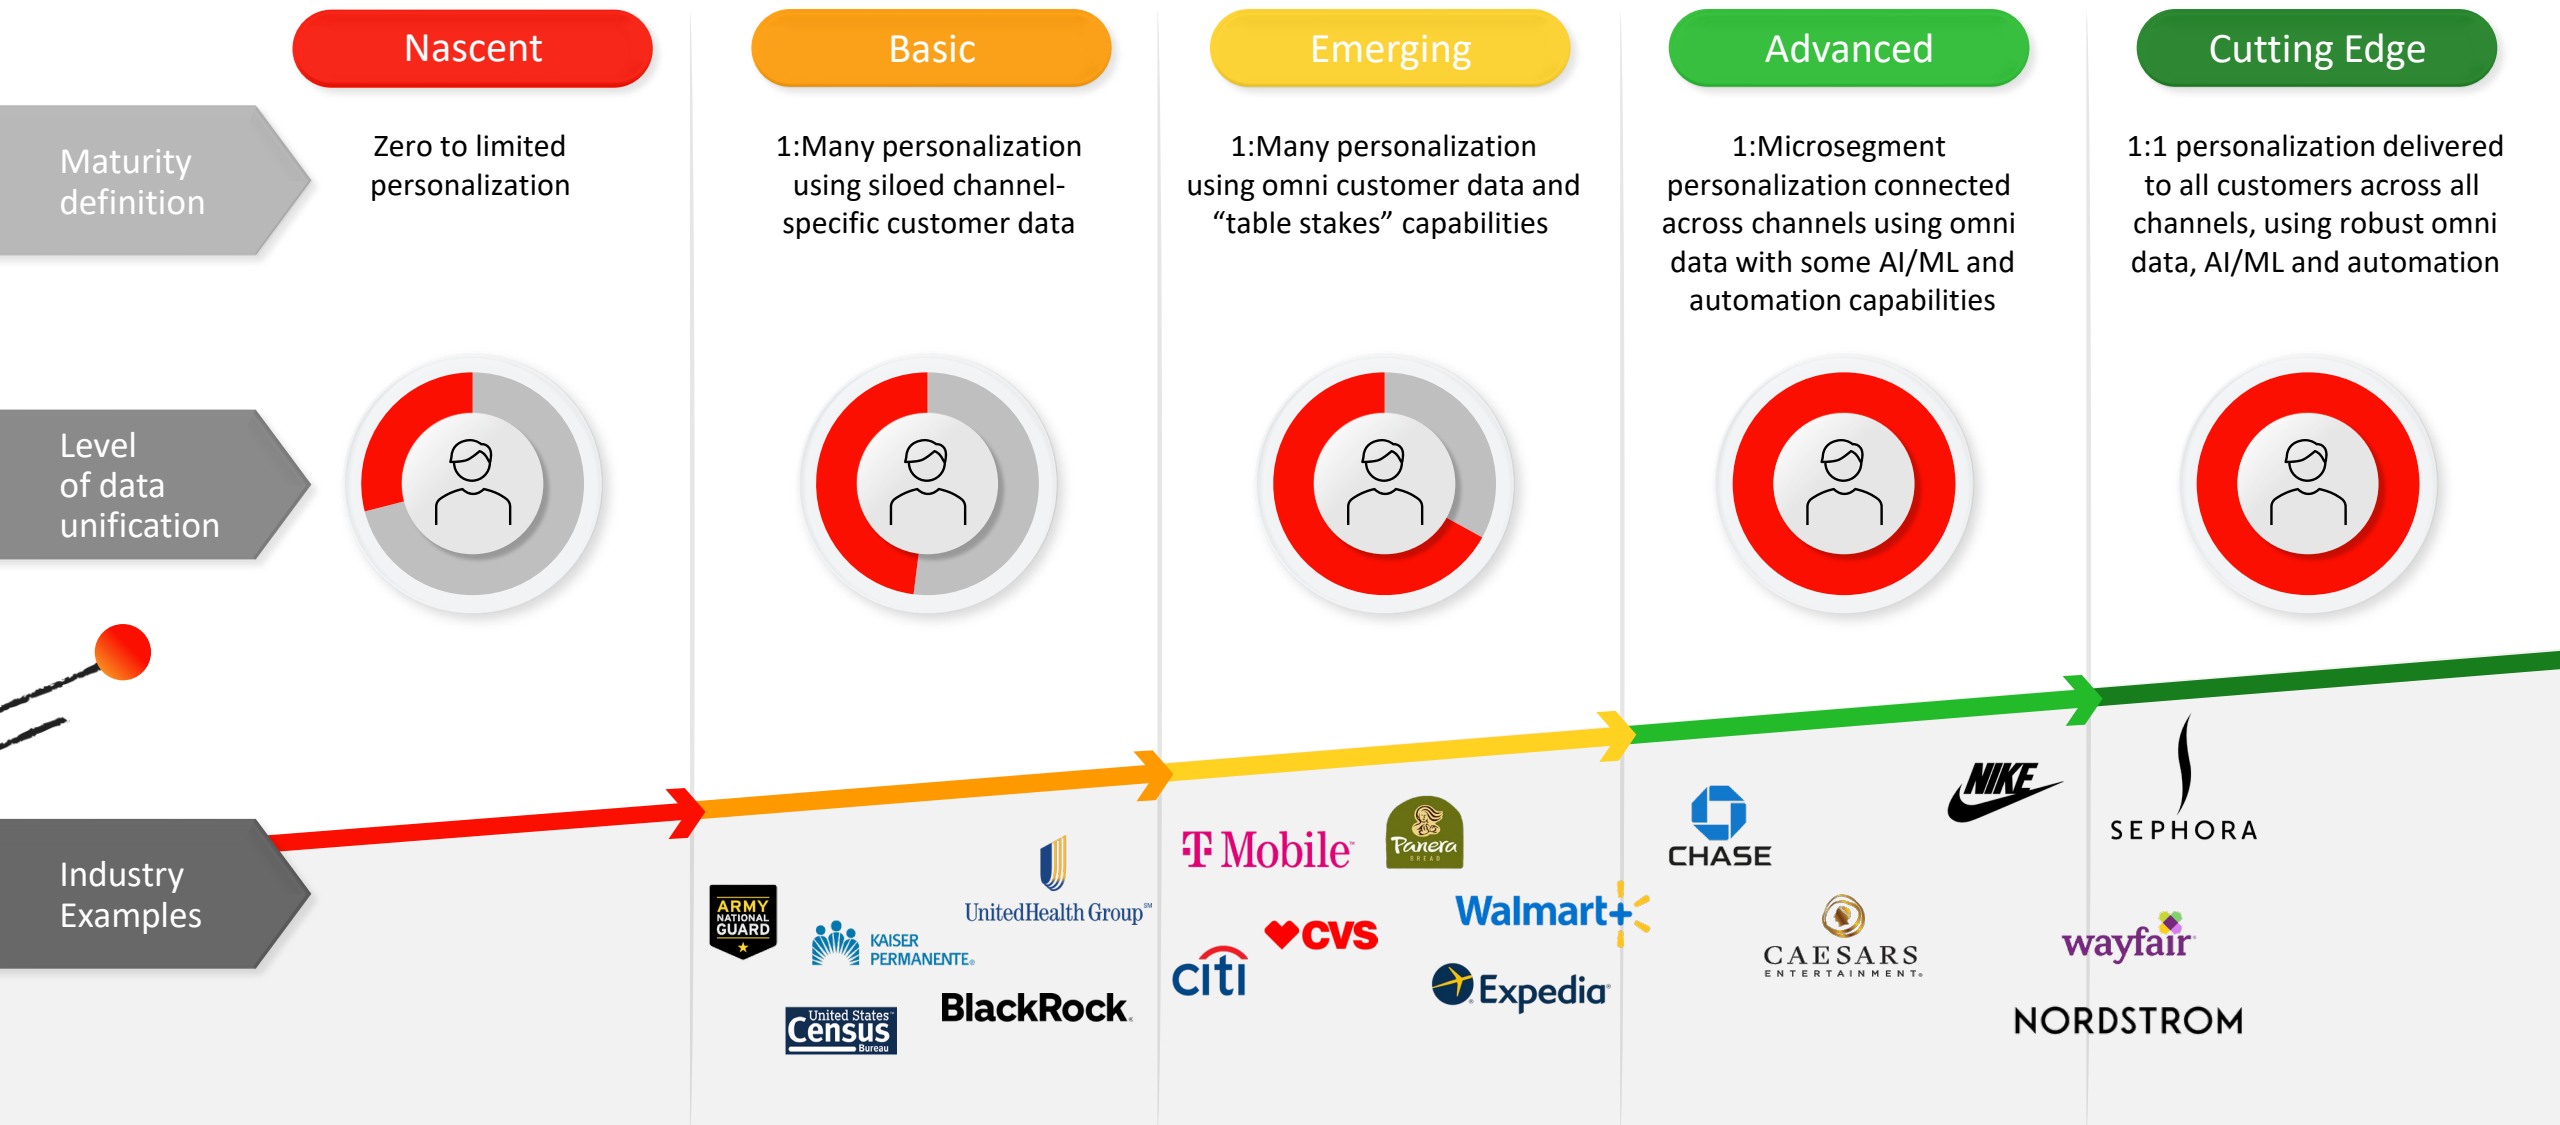 Nascent
Basic
Emerging
Advanced
Cutting Edge
Maturity
definition
Zero to limited
personalization
1:Many personalization
using siloed channel-
specific customer data
1:Many personalization
using omni customer data and
“table stakes” capabilities
1:Microsegment
personalization connected
across channels using omni
data with some AI/ML and
automation capabilities
1:1 personalization delivered
to all customers across all
channels, using robust omni
data, AI/ML and automation
Level
of data
unification
Industry
Examples
ARMY
NATIONAL
GUARD
KAISER
PERMANENTE®
UnitedHealth Group℠
United States™
Census
Bureau
BlackRock®
T Mobile™
Panera
BREAD
citi
CVS
Walmart+
Expedia®
CHASE
CAESARS
ENTERTAINMENT®
NIKE
SEPHORA
wayfair
NORDSTROM